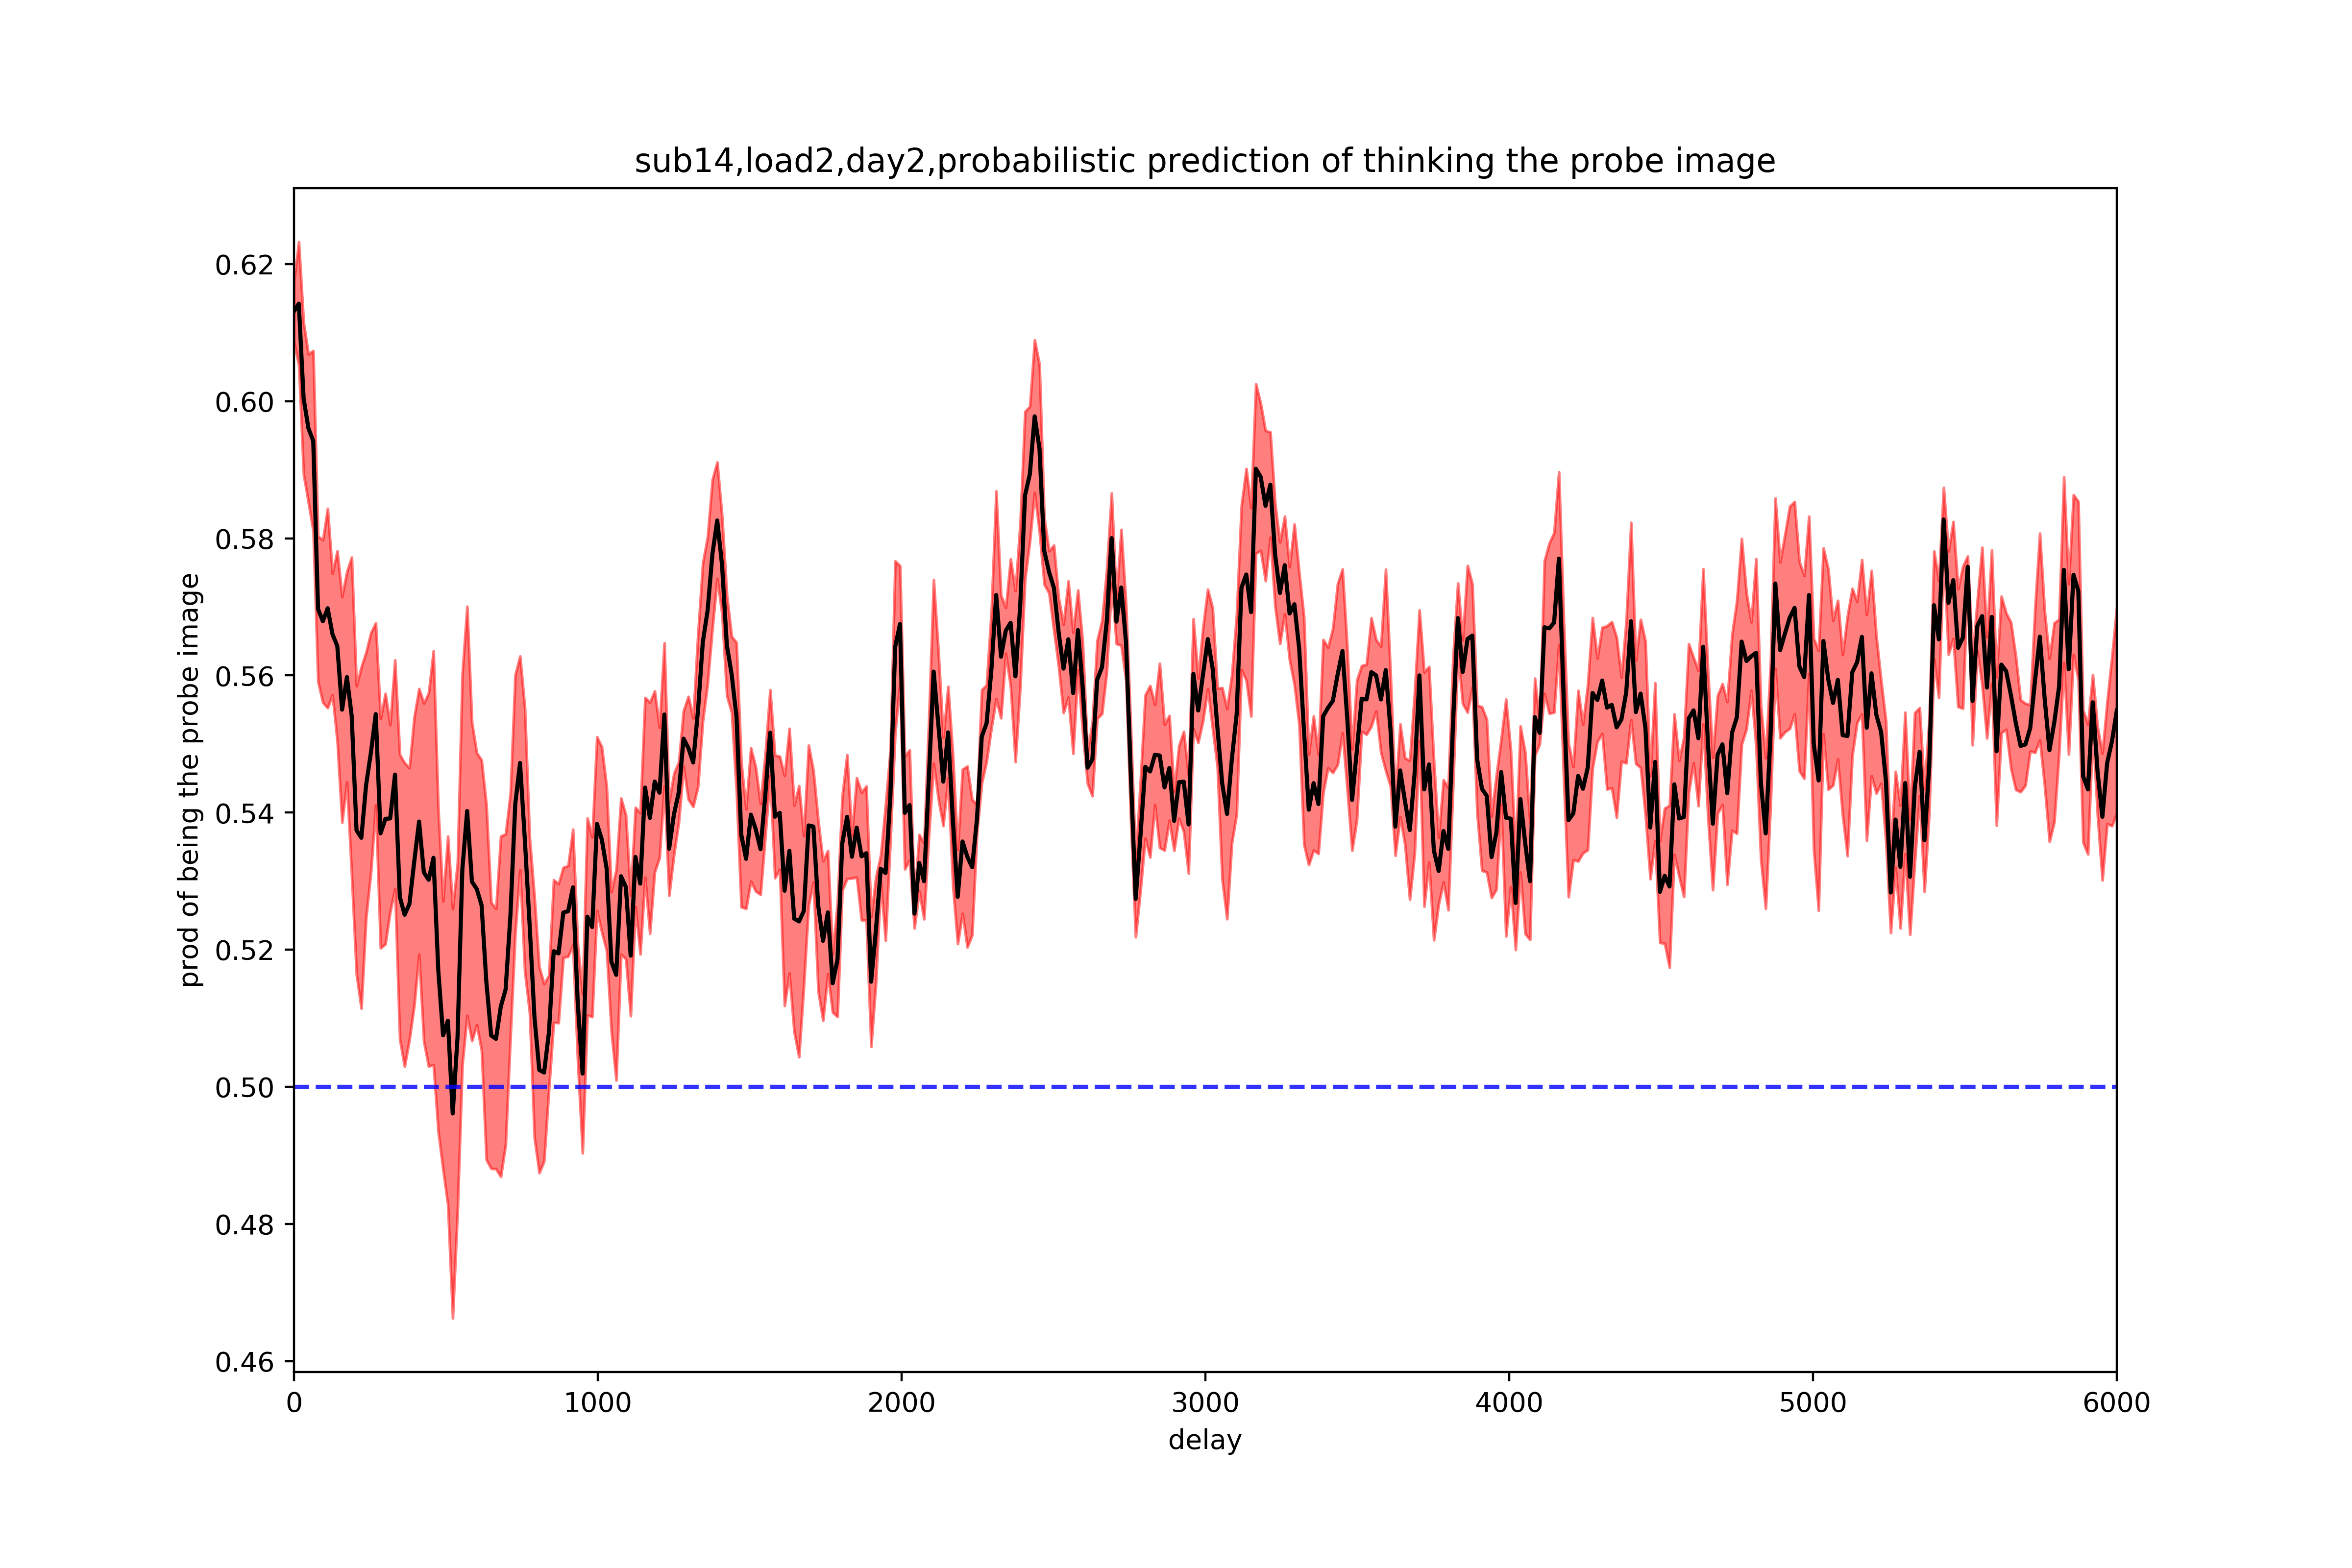 sub14,load2,day2,probabilistic prediction of thinking the probe image
prod of being the probe image
0.62
0.60
0.58
0.56
0.54
0.52
0.50
0.48
0.46
0 1000 2000 3000 4000 5000 6000
delay